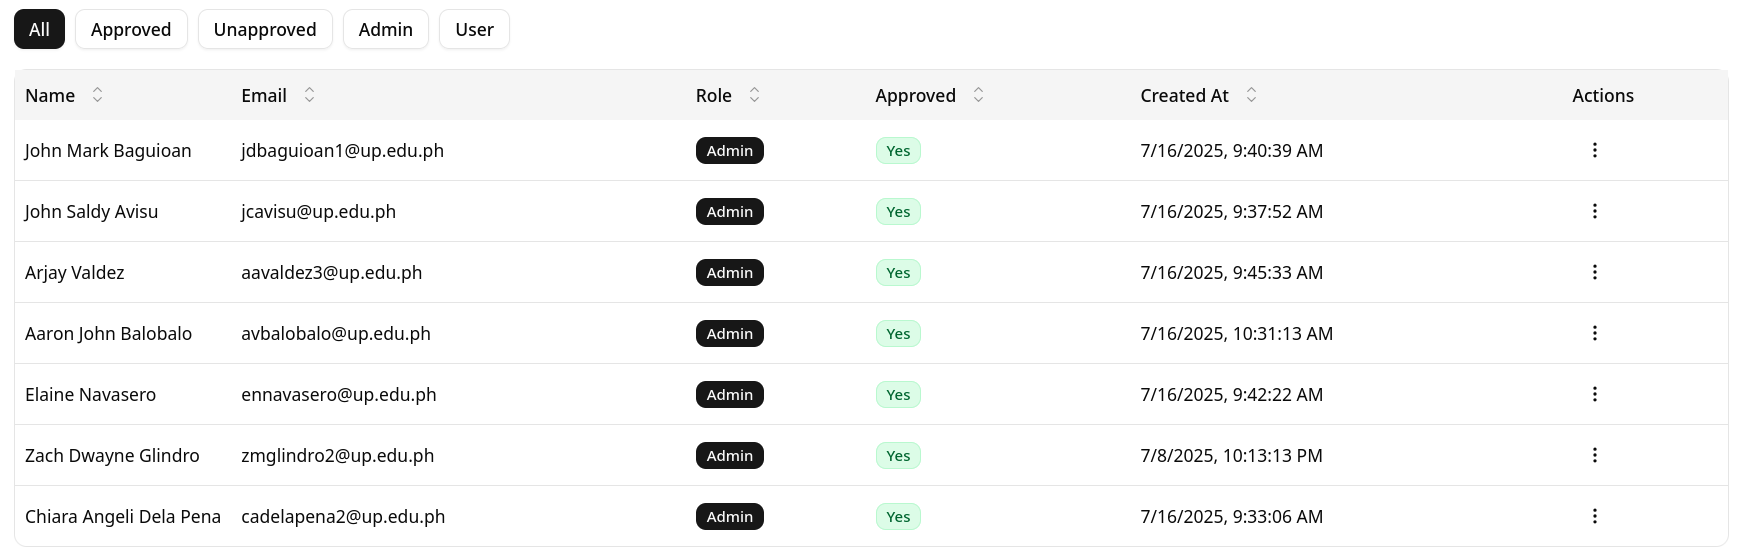 All Approved Unapproved Admin User
Name Email Role Approved Created At Actions
John Mark Baguioan jdbaguioan1@up.edu.ph Admin Yes 7/16/2025, 9:40:39 AM
John Saldy Avisu jcavisu@up.edu.ph Admin Yes 7/16/2025, 9:37:52 AM
Arjay Valdez aavaldez3@up.edu.ph Admin Yes 7/16/2025, 9:45:33 AM
Aaron John Balobalo avbalobalo@up.edu.ph Admin Yes 7/16/2025, 10:31:13 AM
Elaine Navasero ennavasero@up.edu.ph Admin Yes 7/16/2025, 9:42:22 AM
Zach Dwayne Glindro zmglindro2@up.edu.ph Admin Yes 7/8/2025, 10:13:13 PM
Chiara Angeli Dela Pena cadelapena2@up.edu.ph Admin Yes 7/16/2025, 9:33:06 AM